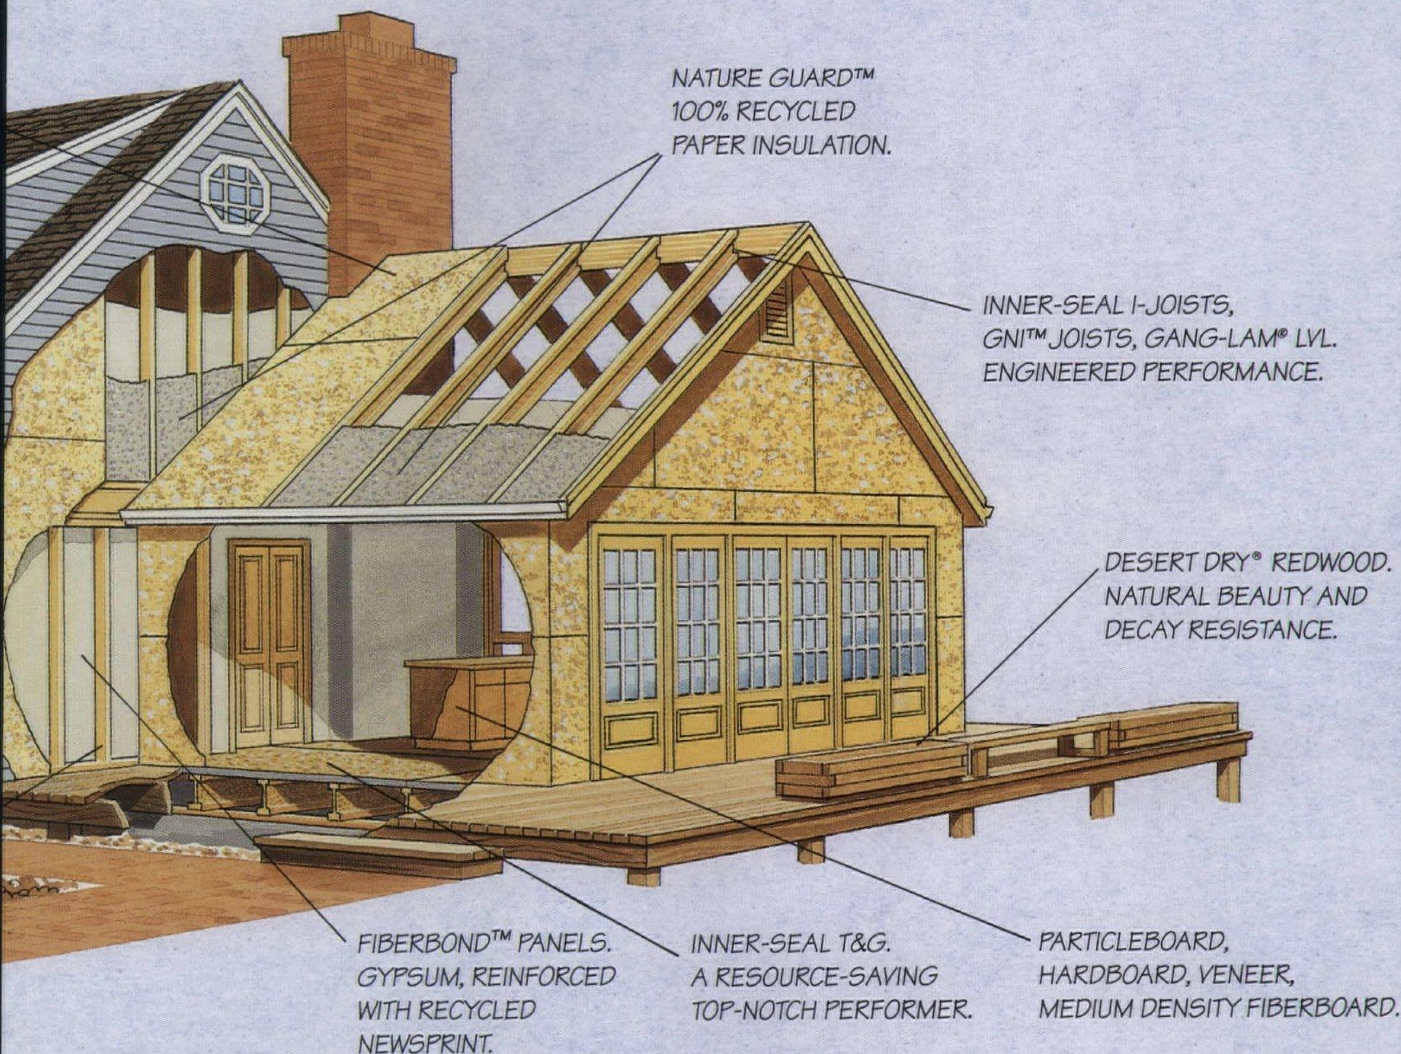 NATURE GUARD™
100% RECYCLED
PAPER INSULATION.
INNER-SEAL I-JOISTS,
GNI™ JOISTS, GANG-LAM® LVL.
ENGINEERED PERFORMANCE.
DESERT DRY® REDWOOD.
NATURAL BEAUTY AND
DECAY RESISTANCE.
FIBERBOND™ PANELS.
GYPSUM, REINFORCED
WITH RECYCLED
NEWSPRINT.
INNER-SEAL T&G.
A RESOURCE-SAVING
TOP-NOTCH PERFORMER.
PARTICLEBOARD,
HARDBOARD, VENEER,
MEDIUM DENSITY FIBERBOARD.